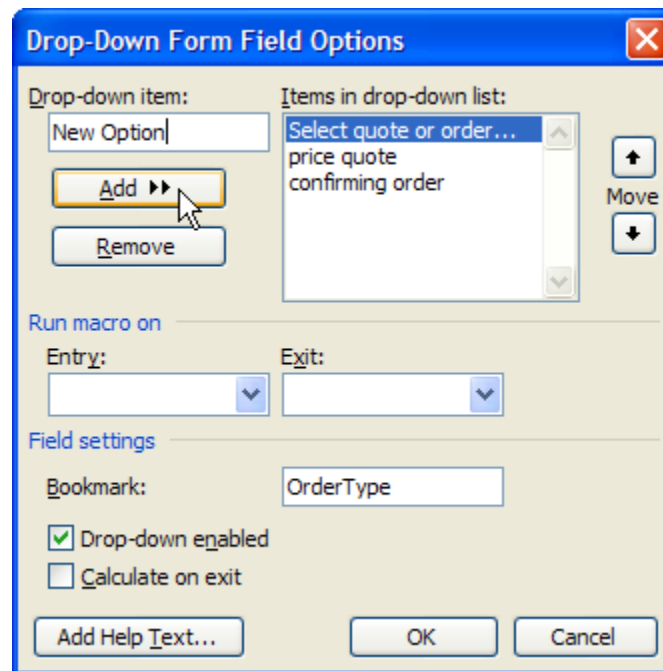 Drop-Down Form Field Options
Drop-down item:
Items in drop-down list:
New Option
Select quote or order...
price quote
confirming order
Add
Move
Remove
Run macro on
Entry:
Exit:
Field settings
Bookmark:
OrderType
Drop-down enabled
Calculate on exit
Add Help Text...
OK
Cancel